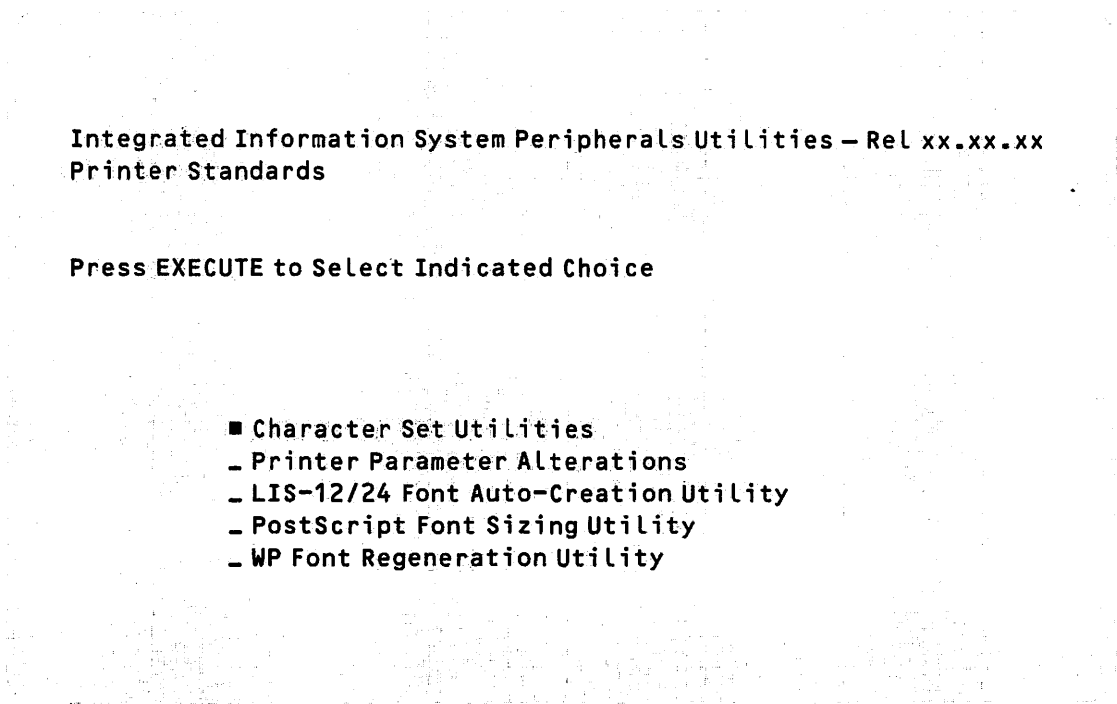 Integrated Information System Peripherals Utilities — Rel xx.xx.xx
Printer Standards
Press EXECUTE to Select Indicated Choice
■ Character Set Utilities
_ Printer Parameter Alterations
_ LIS-12/24 Font Auto-Creation Utility
_ PostScript Font Sizing Utility
_ WP Font Regeneration Utility